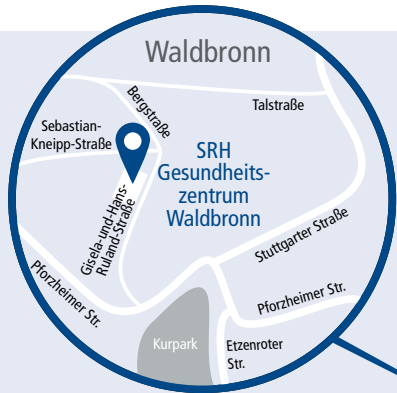 Waldbronn
Bergstraße
Talstraße
Sebastian-
Kneipp-Straße
SRH
Gesundheits-
zentrum
Waldbronn
Gisela-und-Hans-
Ruland-Straße
Stuttgarter Straße
Pforzheimer Str.
Pforzheimer Str.
Kurpark
Etzenroter
Str.